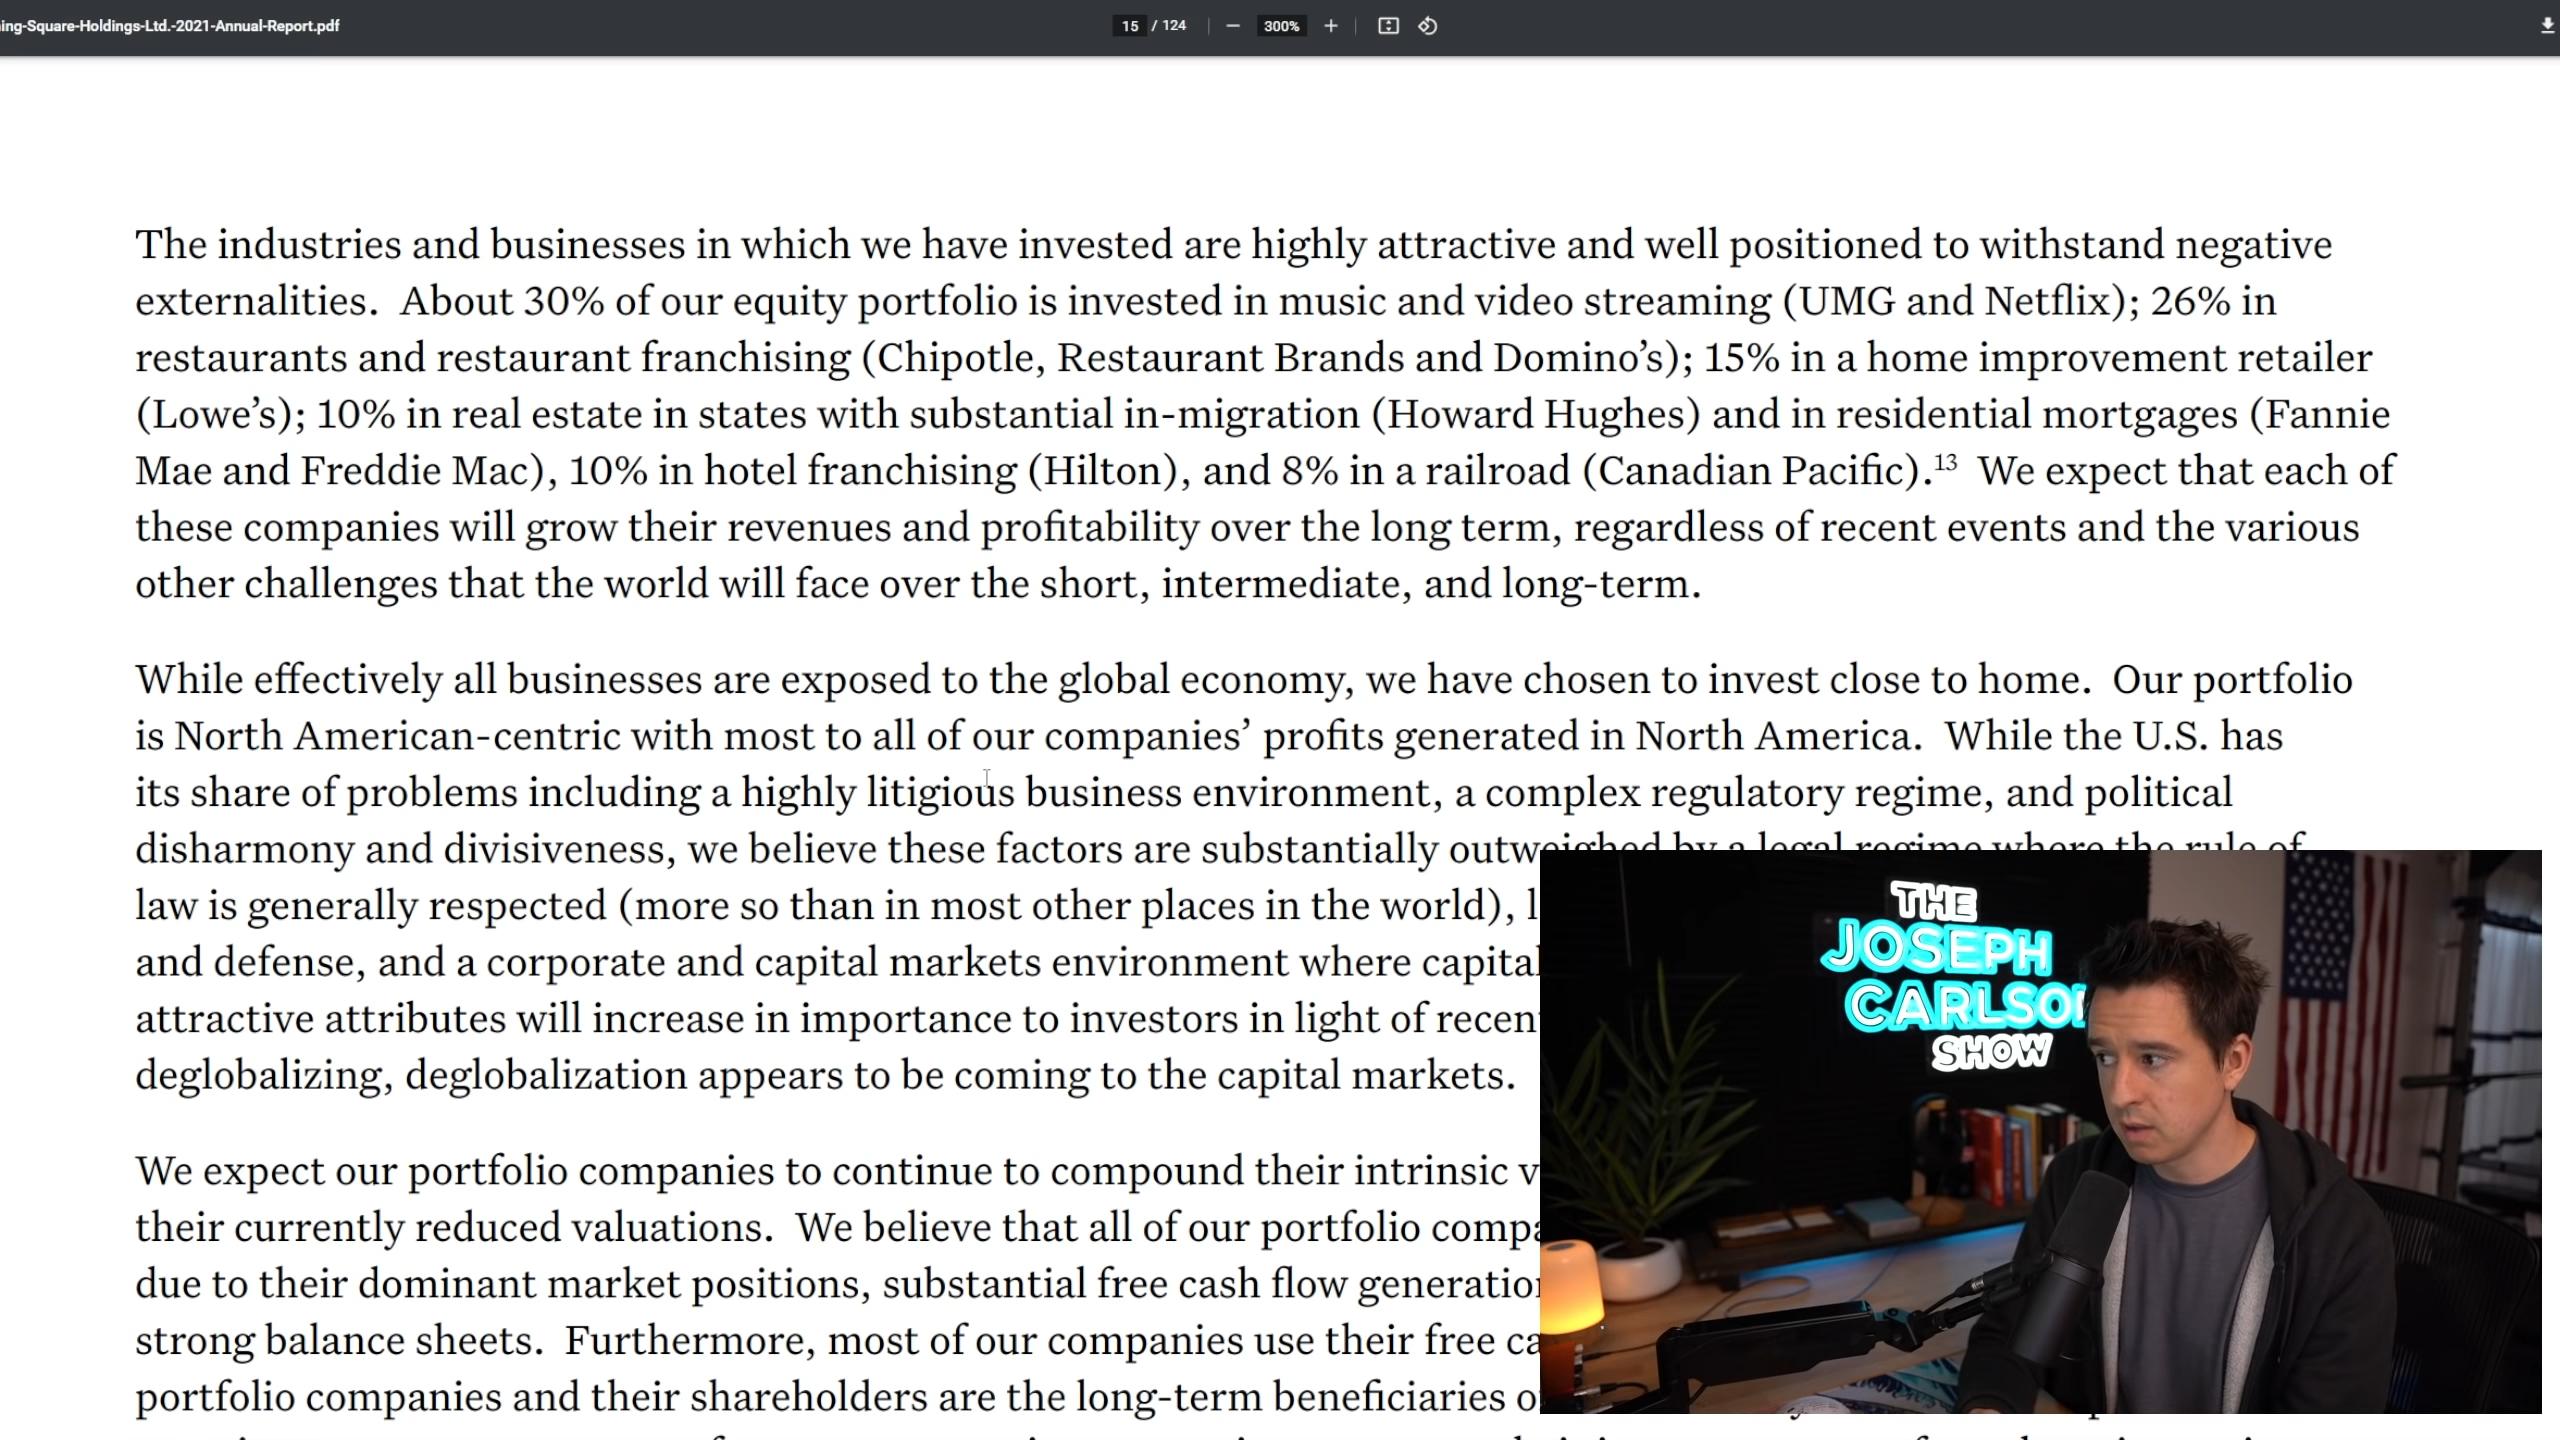 ing-Square-Holdings-Ltd.-2021-Annual-Report.pdf
15 / 124
300%
The industries and businesses in which we have invested are highly attractive and well positioned to withstand negative
externalities.  About 30% of our equity portfolio is invested in music and video streaming (UMG and Netflix); 26% in
restaurants and restaurant franchising (Chipotle, Restaurant Brands and Domino’s); 15% in a home improvement retailer
(Lowe’s); 10% in real estate in states with substantial in-migration (Howard Hughes) and in residential mortgages (Fannie
Mae and Freddie Mac), 10% in hotel franchising (Hilton), and 8% in a railroad (Canadian Pacific).¹³  We expect that each of
these companies will grow their revenues and profitability over the long term, regardless of recent events and the various
other challenges that the world will face over the short, intermediate, and long-term.
While effectively all businesses are exposed to the global economy, we have chosen to invest close to home.  Our portfolio
is North American-centric with most to all of our companies’ profits generated in North America.  While the U.S. has
its share of problems including a highly litigious business environment, a complex regulatory regime, and political
disharmony and divisiveness, we believe these factors are substantially outweighed by a legal regime where the rule of
law is generally respected (more so than in most other places in the world), l
and defense, and a corporate and capital markets environment where capital
attractive attributes will increase in importance to investors in light of recen
deglobalizing, deglobalization appears to be coming to the capital markets.
We expect our portfolio companies to continue to compound their intrinsic v
their currently reduced valuations.  We believe that all of our portfolio compa
due to their dominant market positions, substantial free cash flow generation
strong balance sheets.  Furthermore, most of our companies use their free ca
portfolio companies and their shareholders are the long-term beneficiaries o
THE
JOSEPH
CARLSON
SHOW